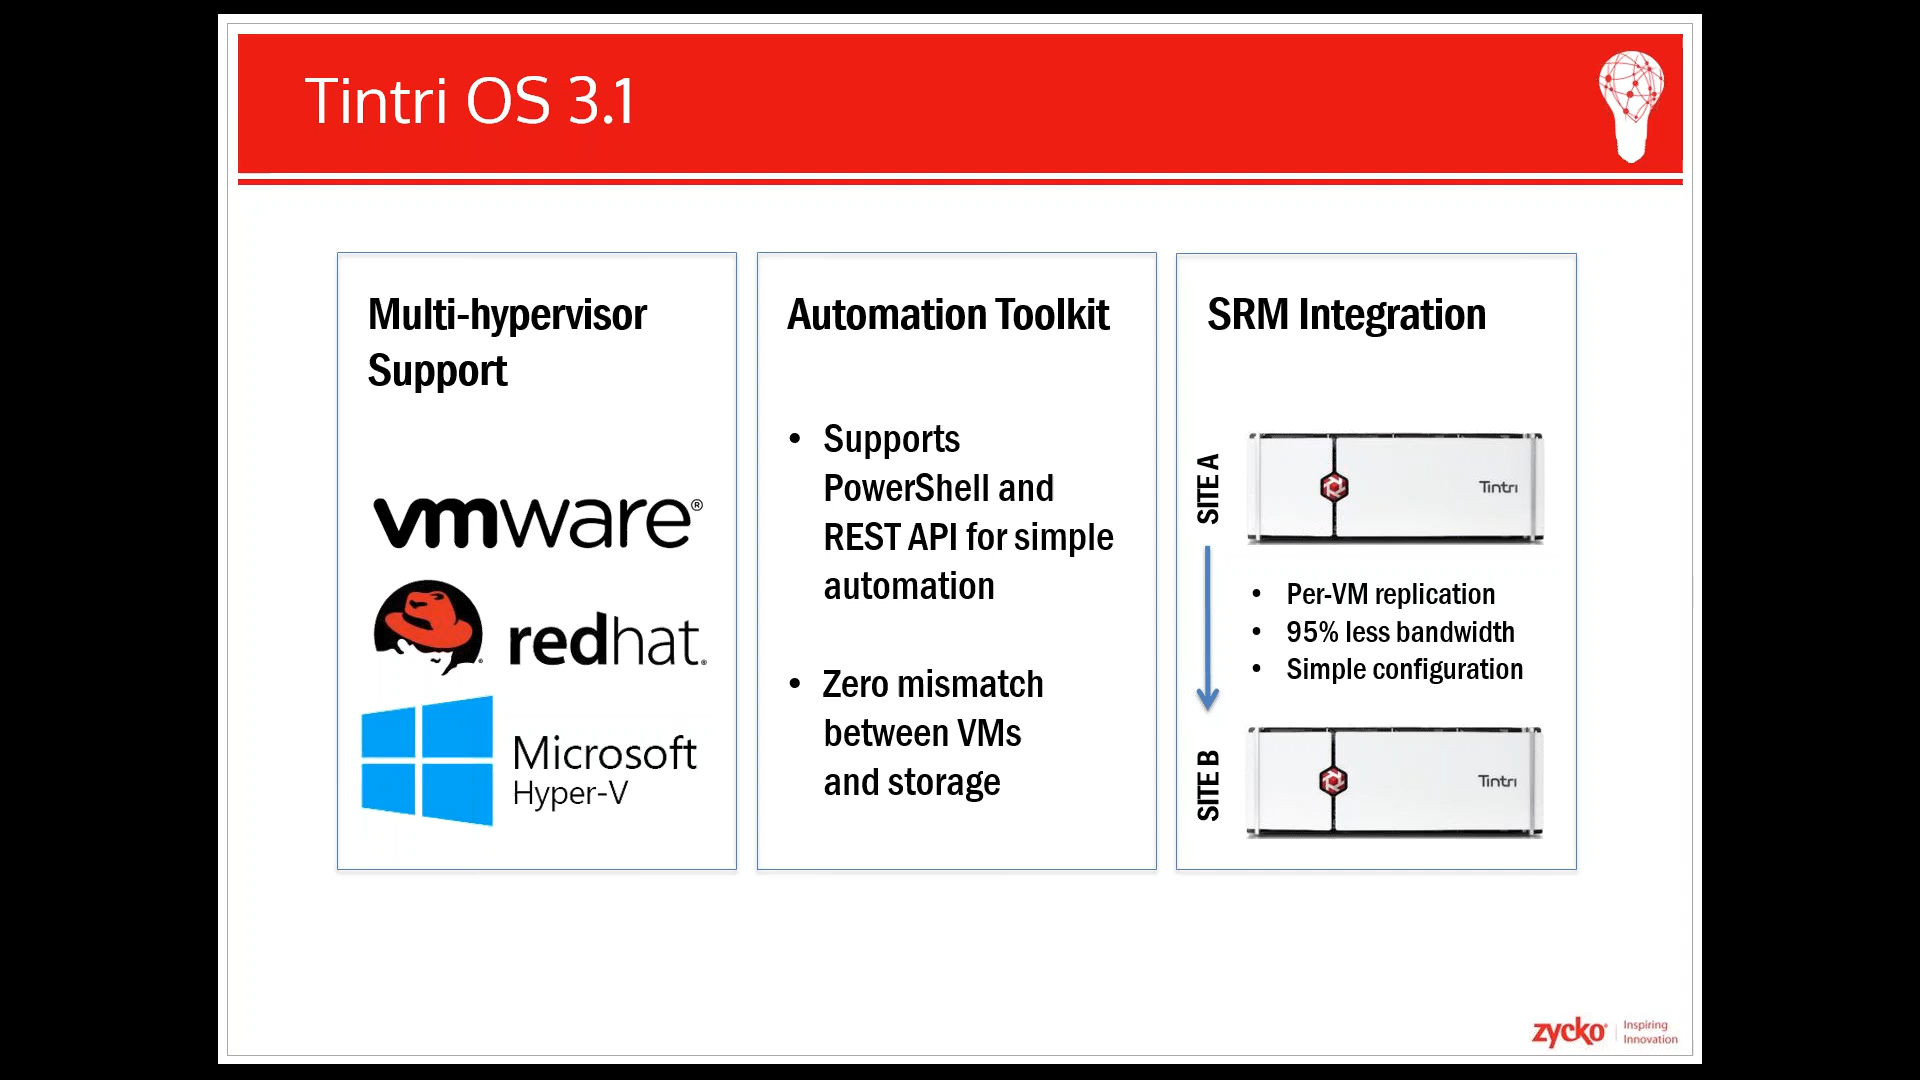 Tintri OS 3.1
Multi-hypervisor
Support
vmware®
redhat®
Microsoft
Hyper-V
Automation Toolkit
• Supports
PowerShell and
REST API for simple
automation
• Zero mismatch
between VMs
and storage
SRM Integration
SITE A
Tintri
• Per-VM replication
• 95% less bandwidth
• Simple configuration
SITE B
Tintri
zycko®
Inspiring
Innovation